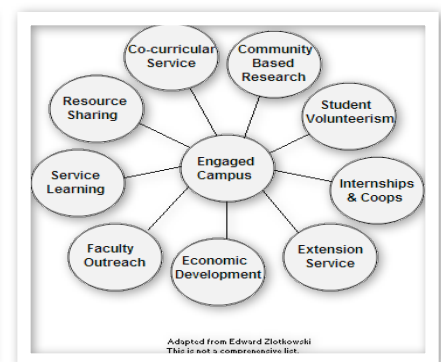 Co-curricular
Service
Community
Based
Research
Resource
Sharing
Student
Volunteerism
Engaged
Campus
Service
Learning
Internships
& Coops
Faculty
Outreach
Economic
Development
Extension
Service
Adapted from Edward Zlotkowski
This is not a comprehensive list.